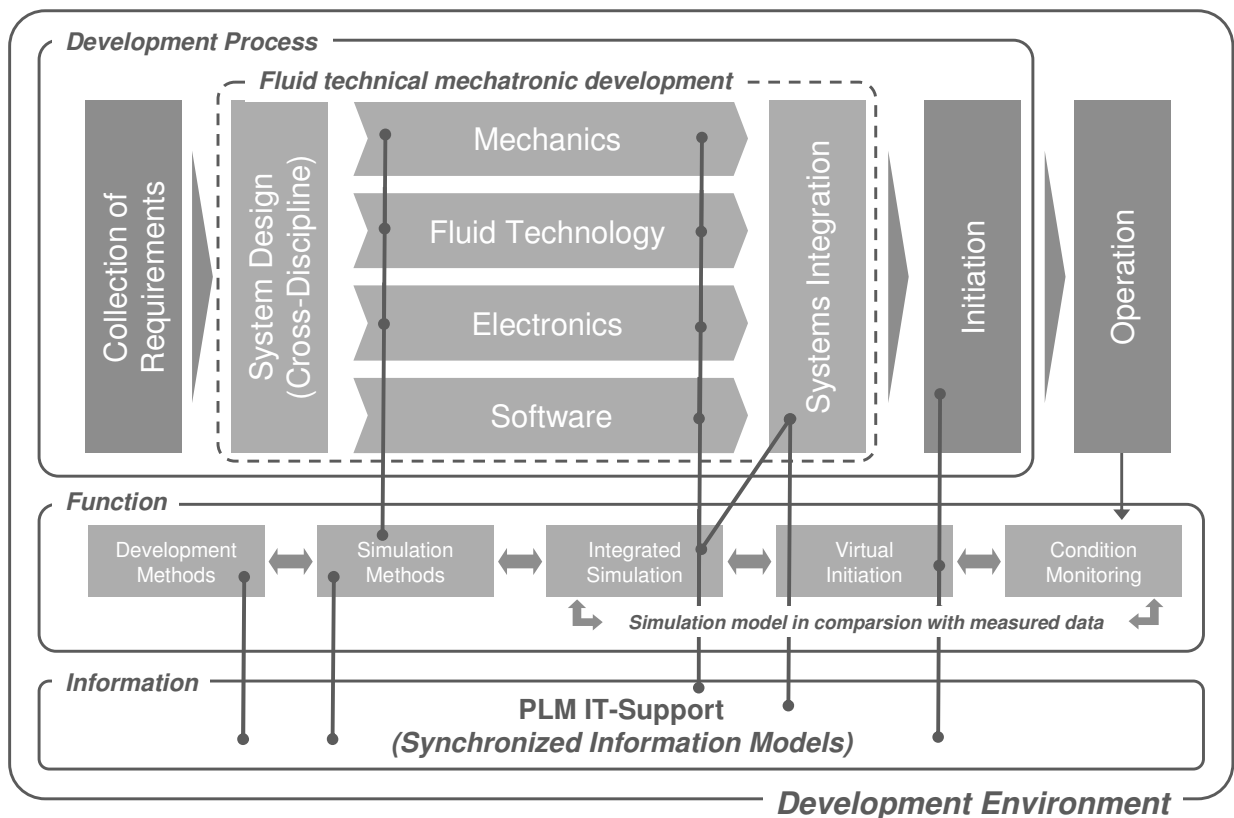 Development Process
Fluid technical mechatronic development
Collection of
Requirements
System Design
(Cross-Discipline)
Mechanics
Fluid Technology
Electronics
Software
Systems Integration
Initiation
Operation
Function
Development
Methods
Simulation
Methods
Integrated
Simulation
Virtual
Initiation
Condition
Monitoring
Simulation model in comparsion with measured data
Information
PLM IT-Support
(Synchronized Information Models)
Development Environment